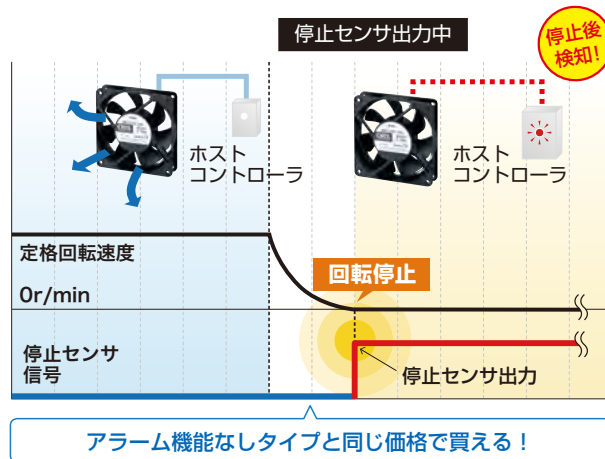 停止センサ出力中
停止後
検知!
ホスト
コントローラ
ホスト
コントローラ
定格回転速度
回転停止
0r/min
停止センサ
信号
停止センサ出力
アラーム機能なしタイプと同じ価格で買える！